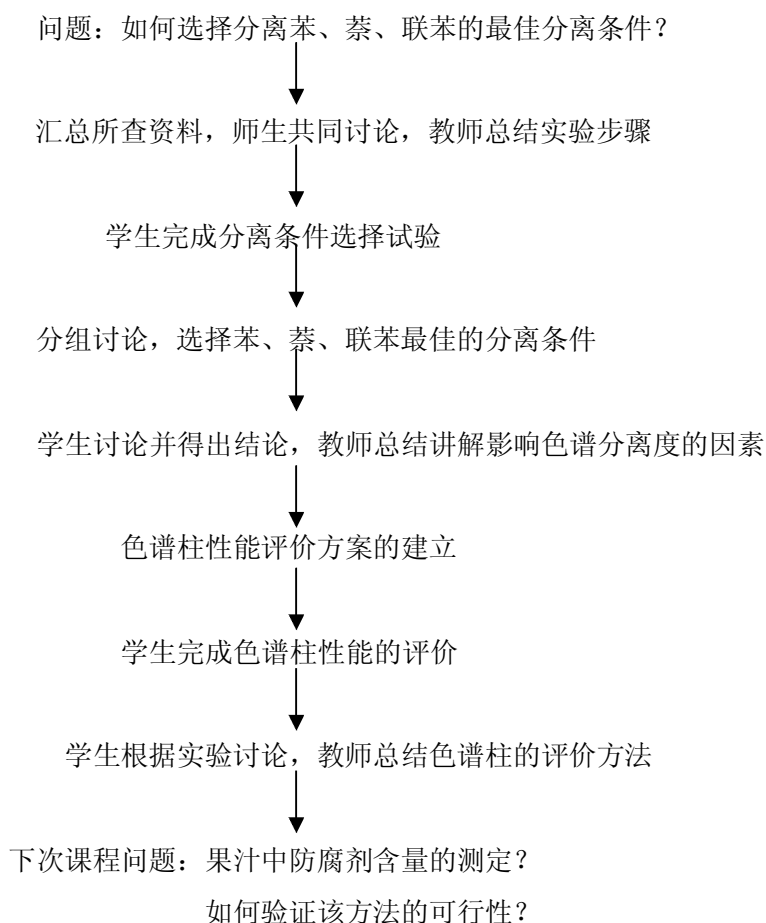 问题：如何选择分离苯、萘、联苯的最佳分离条件？
汇总所查资料，师生共同讨论，教师总结实验步骤
学生完成分离条件选择试验
分组讨论，选择苯、萘、联苯最佳的分离条件
学生讨论并得出结论，教师总结讲解影响色谱分离度的因素
色谱柱性能评价方案的建立
学生完成色谱柱性能的评价
学生根据实验讨论，教师总结色谱柱的评价方法
下次课程问题：果汁中防腐剂含量的测定？
如何验证该方法的可行性？